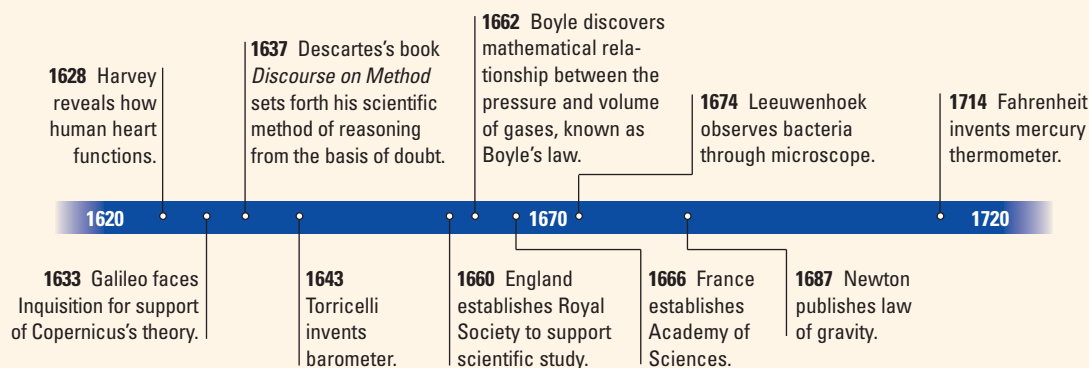 1628 Harvey
reveals how
human heart
functions.
1637 Descartes's book
Discourse on Method
sets forth his scientific
method of reasoning
from the basis of doubt.
1662 Boyle discovers
mathematical rela-
tionship between the
pressure and volume
of gases, known as
Boyle's law.
1674 Leeuwenhoek
observes bacteria
through microscope.
1714 Fahrenheit
invents mercury
thermometer.
1620
1670
1720
1633 Galileo faces
Inquisition for support
of Copernicus's theory.
1643
Torricelli
invents
barometer.
1660 England
establishes Royal
Society to support
scientific study.
1666 France
establishes
Academy of
Sciences.
1687 Newton
publishes law
of gravity.